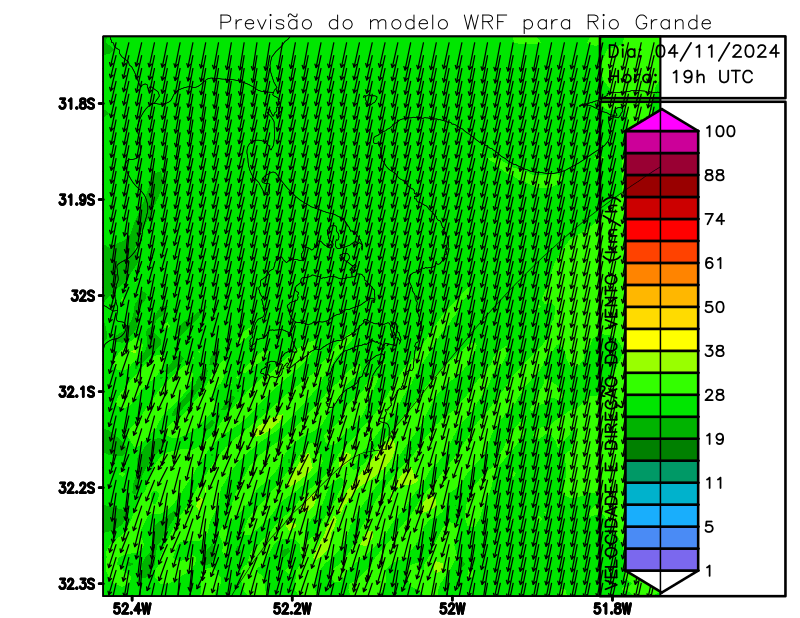 Previsão do modelo WRF para Rio Grande
Dia: 04/11/2024
Hora: 19h UTC
31.8S
31.9S
32S
32.1S
32.2S
32.3S
52.4W
52.2W
52W
51.8W
VELOCIDADE E DIREÇÃO DO VENTO (km/h)
100
88
74
61
50
38
28
19
11
5
1